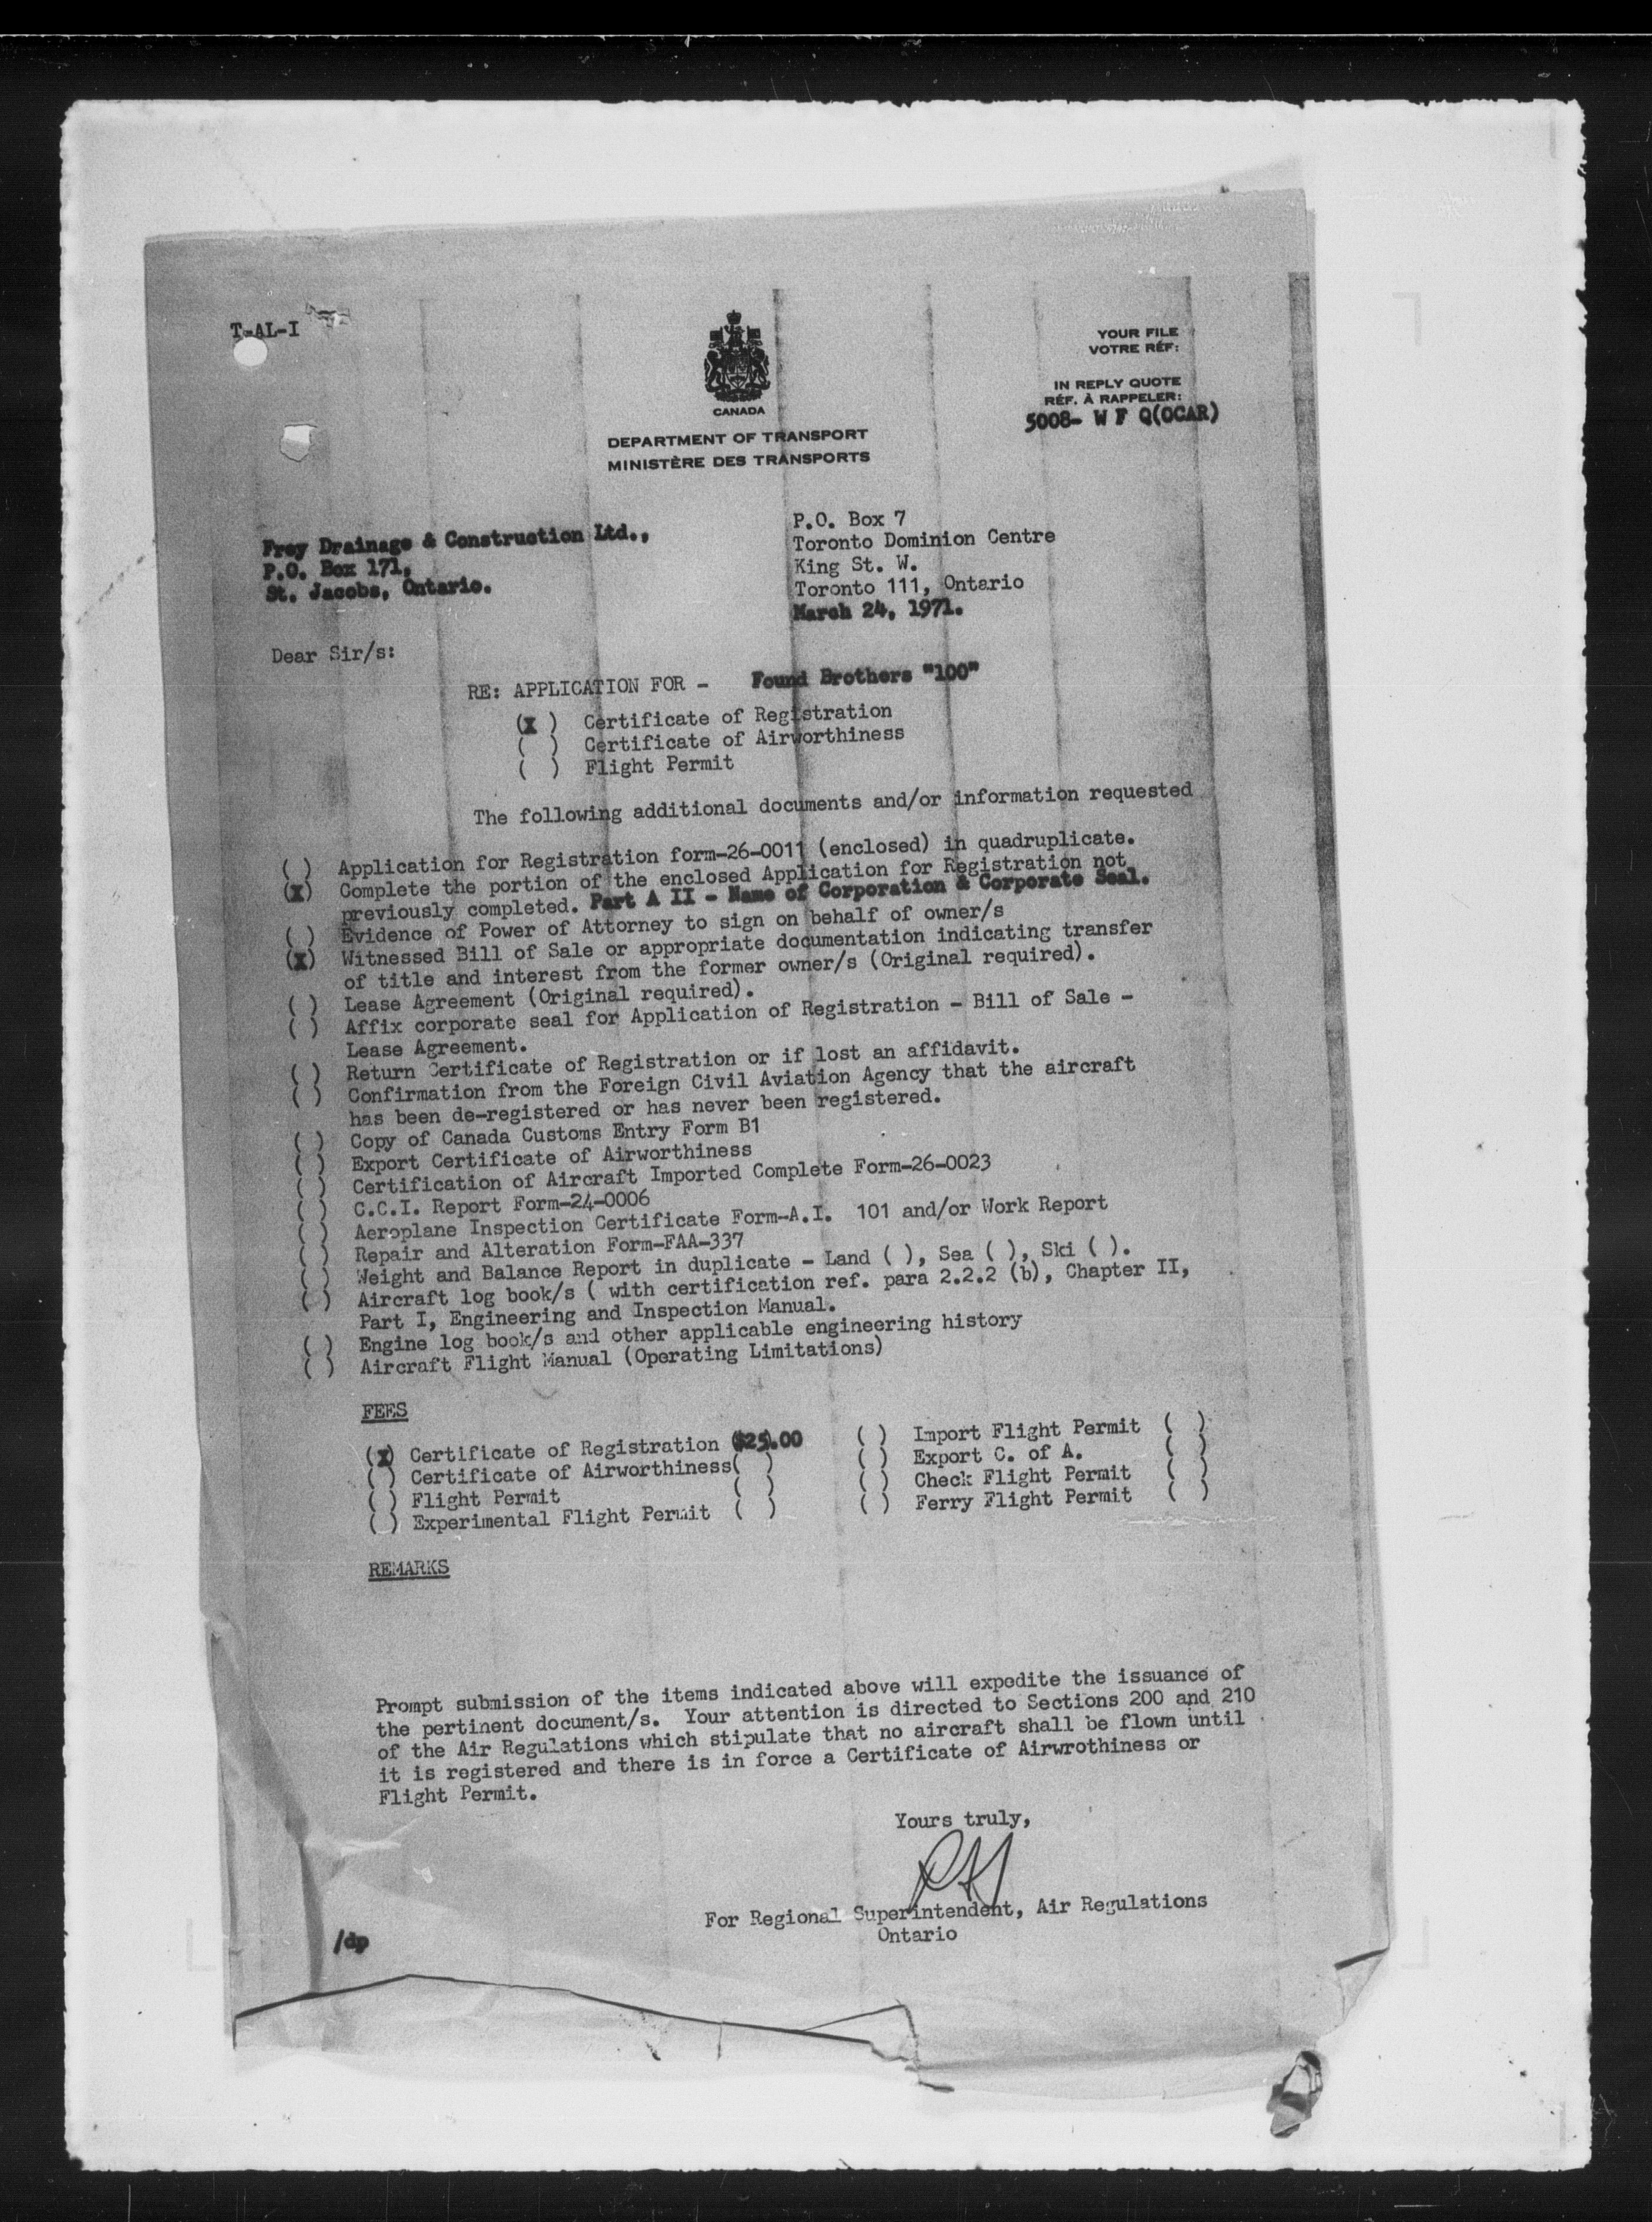 T-AL-I
CANADA
DEPARTMENT OF TRANSPORT
MINISTÈRE DES TRANSPORTS
YOUR FILE
VOTRE RÉF:
IN REPLY QUOTE
RÉF. À RAPPELER:
5008- W F Q(OCAR)
Frey Drainage & Construction Ltd.,
P.O. Box 171,
St. Jacobs, Ontario.
P.O. Box 7
Toronto Dominion Centre
King St. W.
Toronto 111, Ontario
March 24, 1971.
Dear Sir/s:
RE: APPLICATION FOR - Found Brothers "100"
(X) Certificate of Registration
( ) Certificate of Airworthiness
( ) Flight Permit
The following additional documents and/or information requested
( ) Application for Registration form-26-0011 (enclosed) in quadruplicate.
(X) Complete the portion of the enclosed Application for Registration not
previously completed. Part A II - Name of Corporation & Corporate Seal.
( ) Evidence of Power of Attorney to sign on behalf of owner/s
(X) Witnessed Bill of Sale or appropriate documentation indicating transfer
of title and interest from the former owner/s (Original required).
( ) Lease Agreement (Original required).
( ) Affix corporate seal for Application of Registration - Bill of Sale -
Lease Agreement.
( ) Return Certificate of Registration or if lost an affidavit.
( ) Confirmation from the Foreign Civil Aviation Agency that the aircraft
has been de-registered or has never been registered.
( ) Copy of Canada Customs Entry Form B1
( ) Export Certificate of Airworthiness
( ) Certification of Aircraft Imported Complete Form-26-0023
( ) C.C.I. Report Form-24-0006
( ) Aeroplane Inspection Certificate Form-A.I. 101 and/or Work Report
( ) Repair and Alteration Form-FAA-337
( ) Weight and Balance Report in duplicate - Land ( ), Sea ( ), Ski ( ).
( ) Aircraft log book/s ( with certification ref. para 2.2.2 (b), Chapter II,
Part I, Engineering and Inspection Manual.
( ) Engine log book/s and other applicable engineering history
( ) Aircraft Flight Manual (Operating Limitations)
FEES
(X) Certificate of Registration ($25.00 ( ) Import Flight Permit ( )
( ) Certificate of Airworthiness( ) ( ) Export C. of A. ( )
( ) Flight Permit ( ) ( ) Check Flight Permit ( )
( ) Experimental Flight Permit ( ) ( ) Ferry Flight Permit ( )
REMARKS
Prompt submission of the items indicated above will expedite the issuance of
the pertinent document/s. Your attention is directed to Sections 200 and 210
of the Air Regulations which stipulate that no aircraft shall be flown until
it is registered and there is in force a Certificate of Airwrothiness or
Flight Permit.
Yours truly,
For Regional Superintendent, Air Regulations
Ontario
/dp